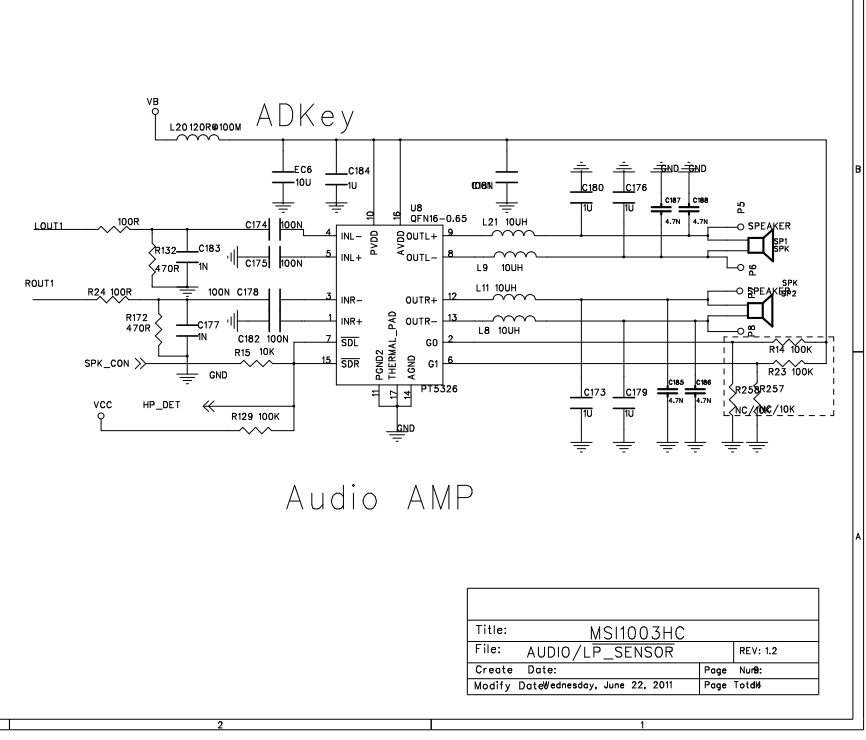 VB
L20 120R@100M
ADKey
B
EC6
10U
C184
1U
C180
1U
C176
1U
GND GND
C187
4.7N
C188
4.7N
P5
SPEAKER
SP1
SPK
P6
U8
QFN16-0.65
LOUT1
100R
C174 100N
4 INL-
10
PVDD
16
AVDD
OUTL+ 9
L21 10UH
R132
470R
C183
1N
C175 100N
5 INL+
OUTL- 8
L9 10UH
ROUT1
R24 100R
100N C178
3 INR-
OUTR+ 12
L11 10UH
SPK
SPEAKER
SP2
P8
R172
470R
C177
1N
C182 100N
1 INR+
OUTR- 13
L8 10UH
7 SDL
G0 2
R14 100K
SPK_CON
R15 10K
15 SDR
G1 6
R23 100K
GND
PGND2
11
THERMAL_PAD
17
AGND
14
PT5326
C173
1U
C179
1U
C185
4.7N
C186
4.7N
R257
NC/10K
VCC
HP_DET
R129 100K
GND
Audio AMP
A
Title: MSI1003HC
File: AUDIO/LP_SENSOR
REV: 1.2
Create Date:
Page
Modify Date Wednesday, June 22, 2011
Page
2
1